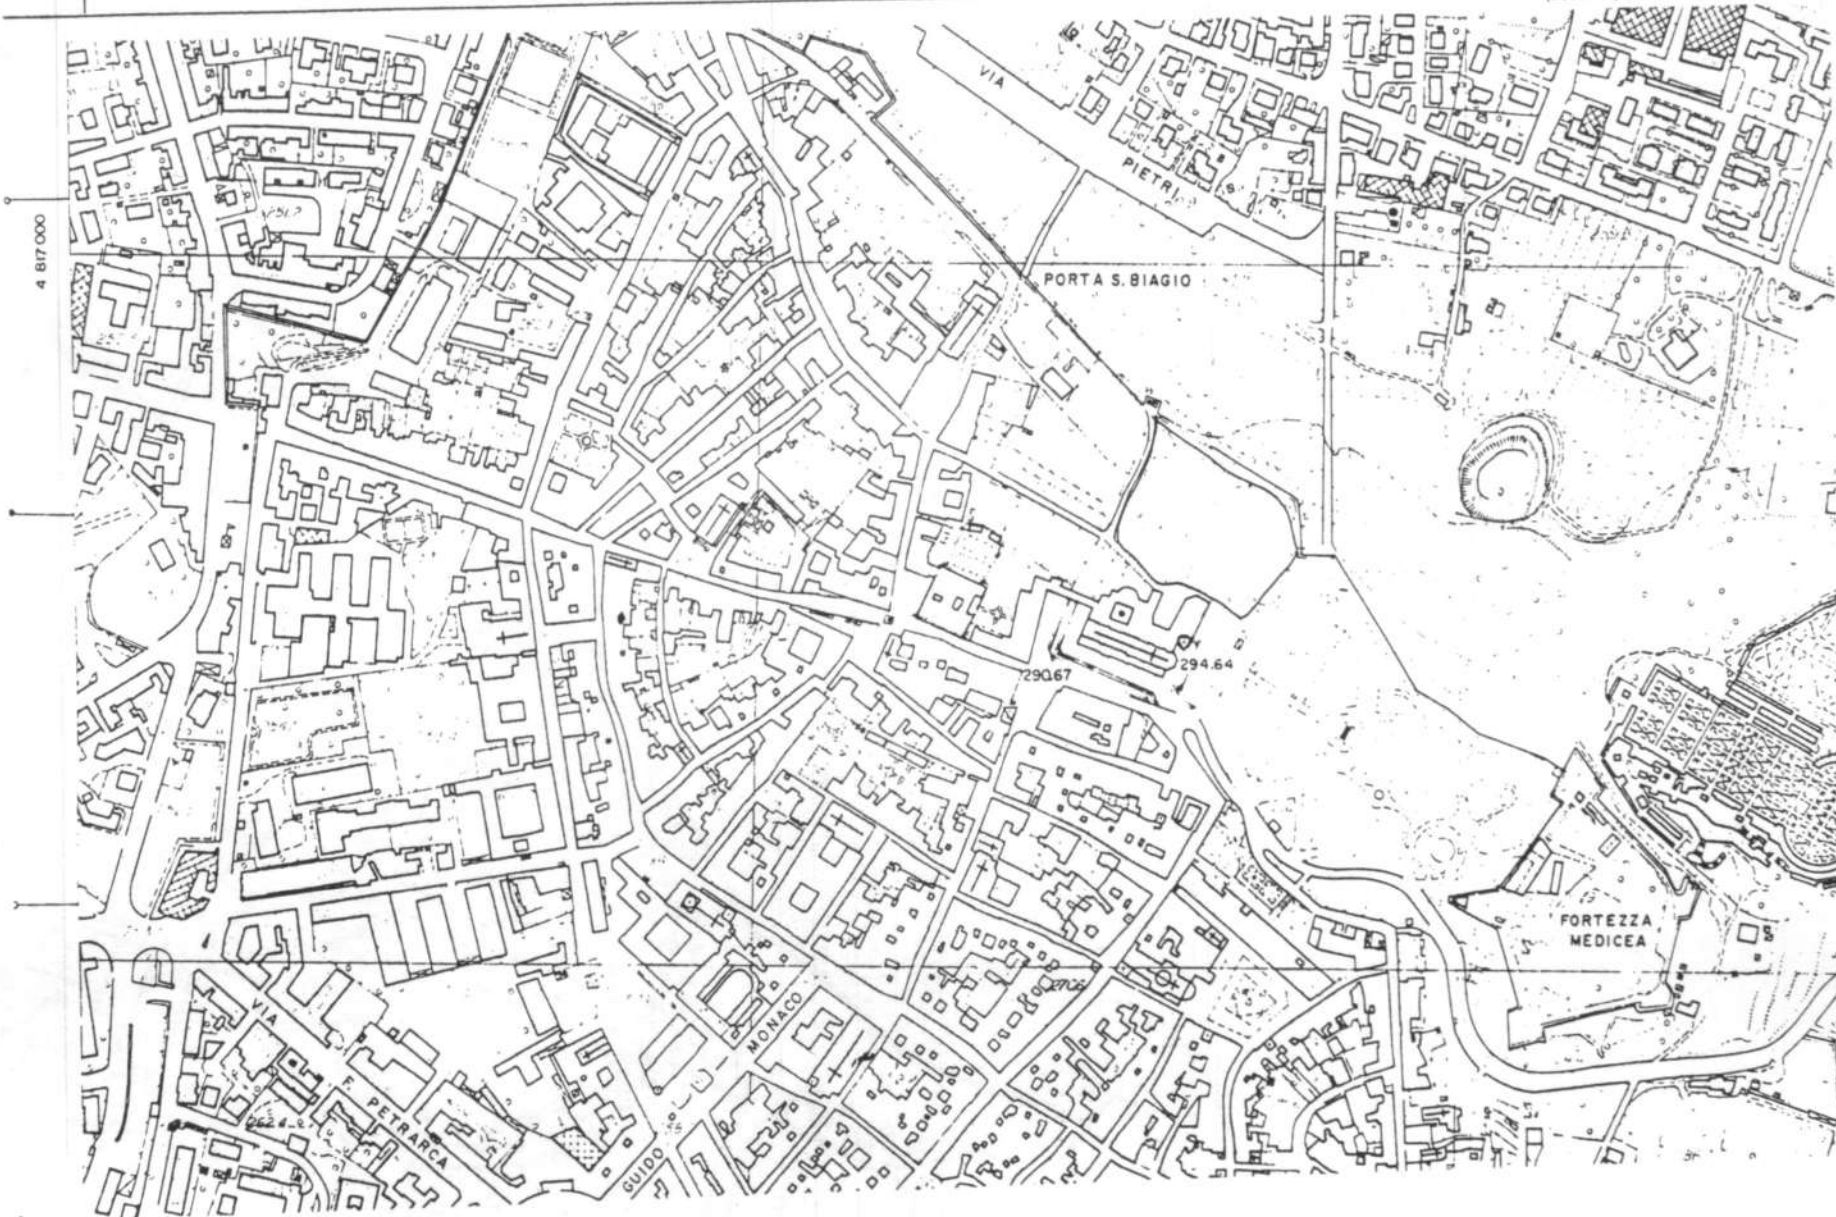 VIA
PIETRI
4 817 000
PORTA S. BIAGIO
290.67
294.64
FORTEZZA
MEDICEA
VIA
F. PETRARCA
GUIDO
MONACO